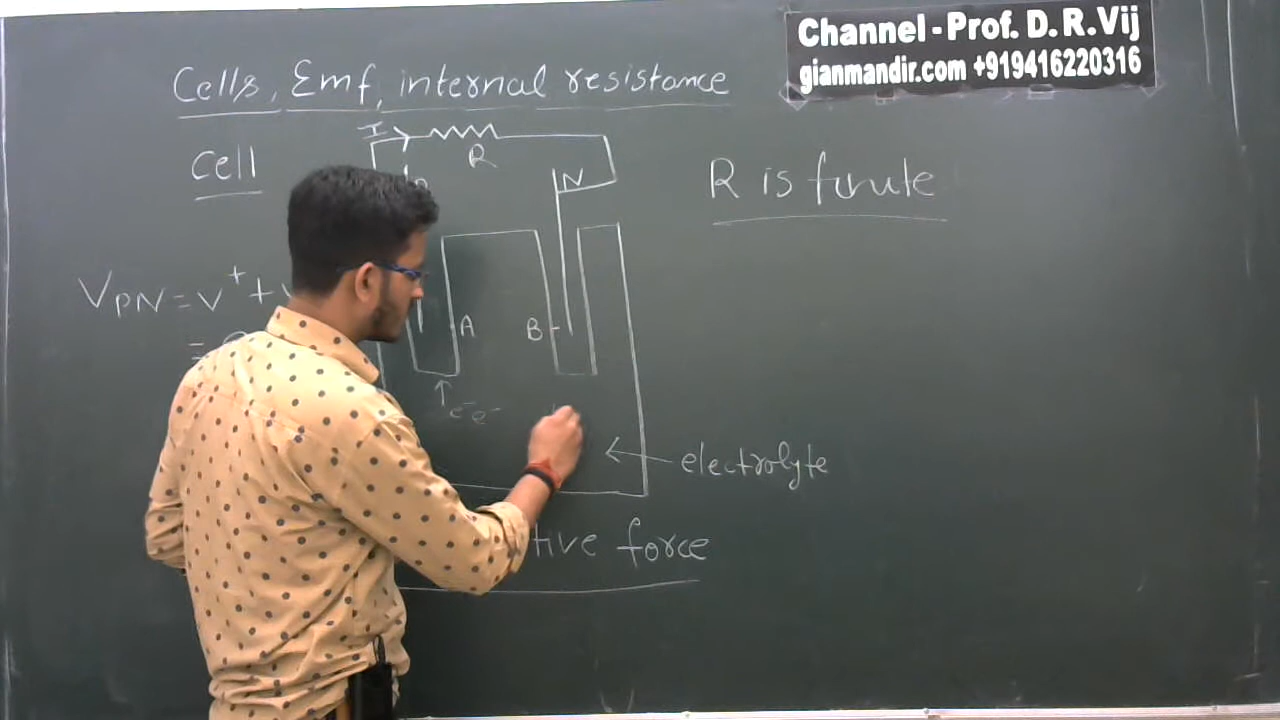 Channel - Prof. D. R. Vij
gianmandir.com +919416220316
Cells, Emf, internal resistance
Cell
I
R
N
R is finite
VPN = V+ +
=
A
B
e- e-
electrolyte
tive force